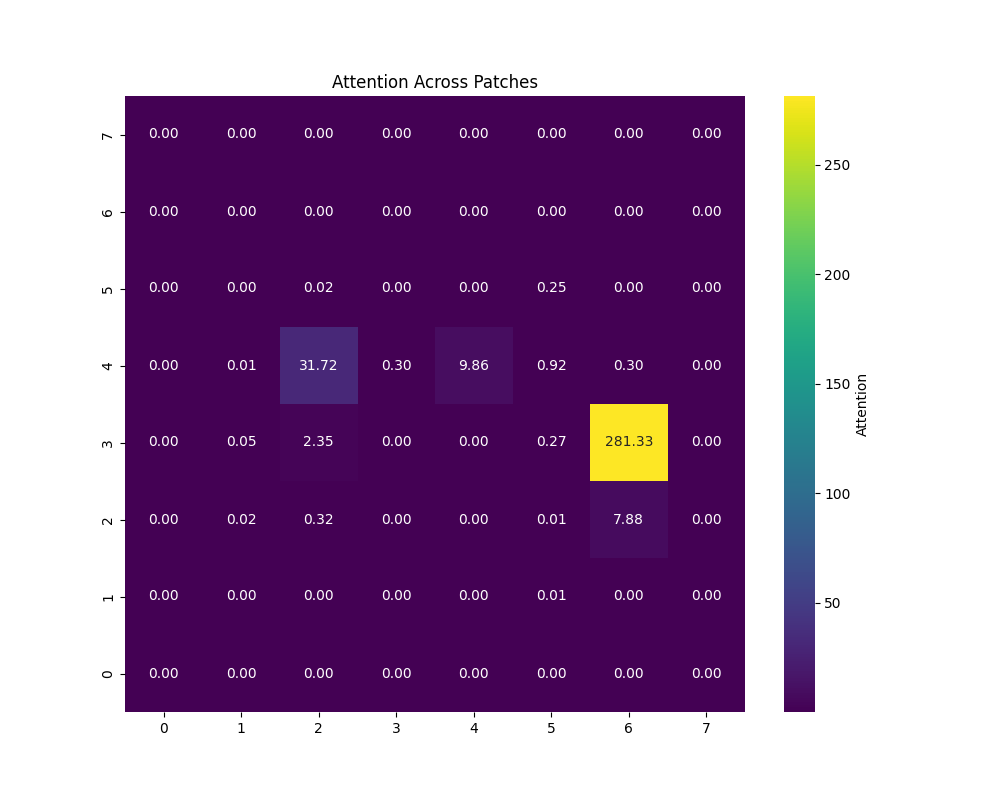 Attention Across Patches
7 0.00 0.00 0.00 0.00 0.00 0.00 0.00 0.00
250
6 0.00 0.00 0.00 0.00 0.00 0.00 0.00 0.00
200
5 0.00 0.00 0.02 0.00 0.00 0.25 0.00 0.00
4 0.00 0.01 31.72 0.30 9.86 0.92 0.30 0.00
150
Attention
3 0.00 0.05 2.35 0.00 0.00 0.27 281.33 0.00
100
2 0.00 0.02 0.32 0.00 0.00 0.01 7.88 0.00
1 0.00 0.00 0.00 0.00 0.00 0.01 0.00 0.00
50
0 0.00 0.00 0.00 0.00 0.00 0.00 0.00 0.00
0 1 2 3 4 5 6 7